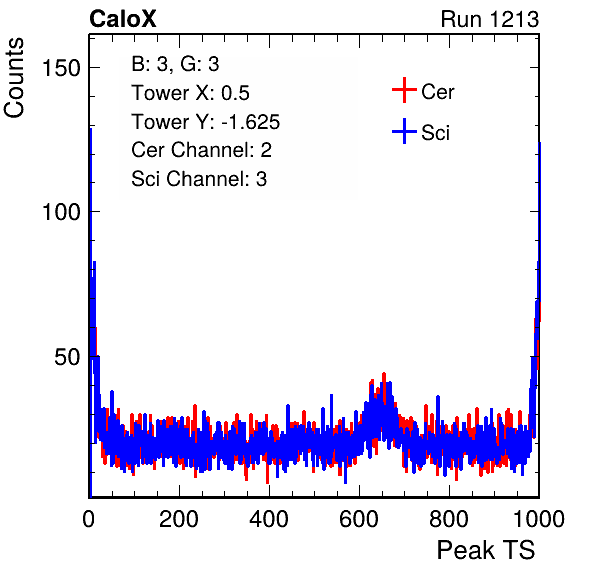 CaloX Run 1213
Counts
B: 3, G: 3
Tower X: 0.5
Tower Y: -1.625
Cer Channel: 2
Sci Channel: 3
Cer
Sci
150
100
50
0 200 400 600 800 1000
Peak TS